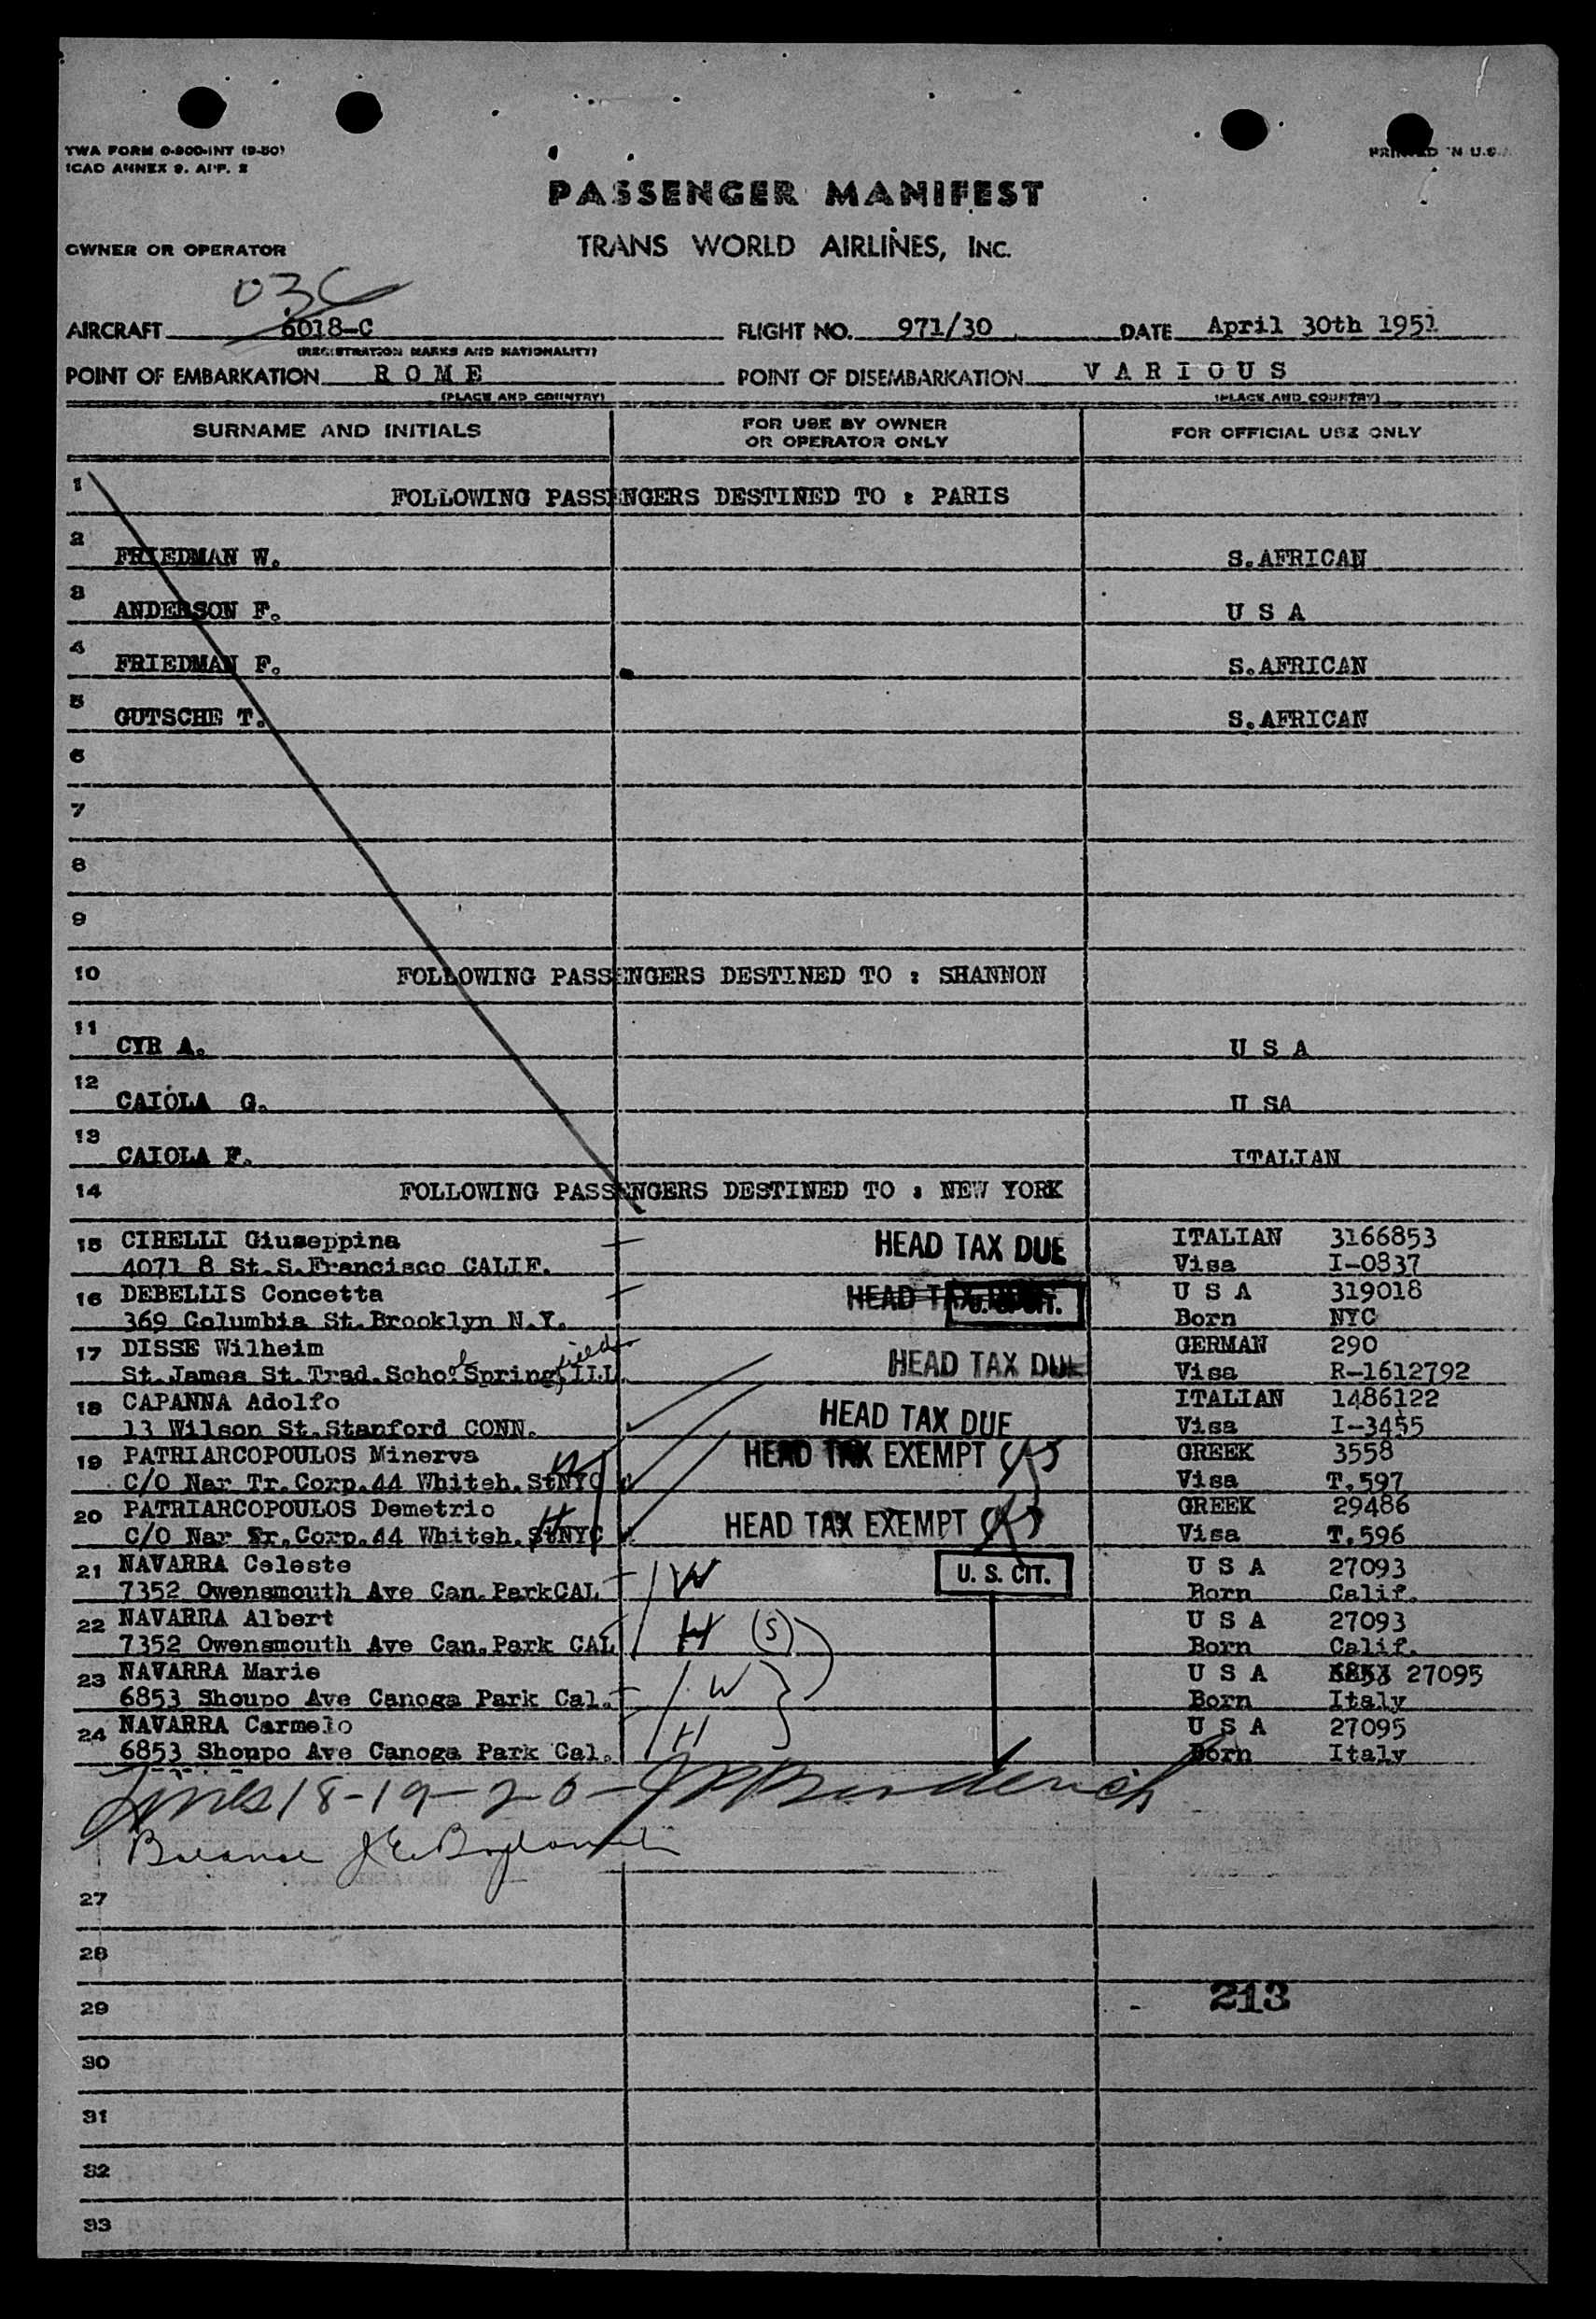 TWA FORM 0-900-INT (9-50)
ICAO ANNEX 9. APP. 2
PRINTED IN U.S.A.
PASSENGER MANIFEST
OWNER OR OPERATOR
TRANS WORLD AIRLINES, INC.
03C
AIRCRAFT 6018-C FLIGHT NO. 971/30 DATE April 30th 1951
(REGISTRATION MARKS AND NATIONALITY)
POINT OF EMBARKATION R O M E POINT OF DISEMBARKATION V A R I O U S
(PLACE AND COUNTRY) (PLACE AND COUNTRY)
SURNAME AND INITIALS FOR USE BY OWNER OR OPERATOR ONLY FOR OFFICIAL USE ONLY
1 FOLLOWING PASSENGERS DESTINED TO : PARIS
2 FRIEDMAN W. S.AFRICAN
3 ANDERSON F. U S A
4 FRIEDMAN F. S.AFRICAN
5 GUTSCHE T. S.AFRICAN
6
7
8
9
10 FOLLOWING PASSENGERS DESTINED TO : SHANNON
11 CYR A. U S A
12 CAIOLA G. U SA
13 CAIOLA F. ITALIAN
14 FOLLOWING PASSENGERS DESTINED TO : NEW YORK
15 CIRELLI Giuseppina HEAD TAX DUE ITALIAN 3166853
4071 8 St.S.Francisco CALIF. Visa I-0837
16 DEBELLIS Concetta HEAD TAX DUE U. S. CIT. U S A 319018
369 Columbia St.Brooklyn N.Y. Born NYC
17 DISSE Wilheim GERMAN 290
St.James St.Trad.School Springfield ILL. HEAD TAX DUE Visa R-1612792
18 CAPANNA Adolfo ITALIAN 1486122
13 Wilson St.Stanford CONN. HEAD TAX DUE Visa I-3455
19 PATRIARCOPOULOS Minerva W HEAD TAX EXEMPT GREEK 3558
C/O Nar Tr.Corp.44 Whiteh.StNYC Visa T.597
20 PATRIARCOPOULOS Demetrio H HEAD TAX EXEMPT GREEK 29486
C/O Nar Tr.Corp.44 Whiteh.StNYC Visa T.596
21 NAVARRA Celeste W U. S. CIT. U S A 27093
7352 Owensmouth Ave Can.ParkCAL Born Calif.
22 NAVARRA Albert H (S) U S A 27093
7352 Owensmouth Ave Can.Park CAL Born Calif.
23 NAVARRA Marie W U S A 6853 27095
6853 Shoupo Ave Canoga Park Cal. Born Italy
24 NAVARRA Carmelo H U S A 27095
6853 Shoupo Ave Canoga Park Cal. Born Italy
Lines 18-19-20-
Balance
27
28
29 213
30
31
32
33